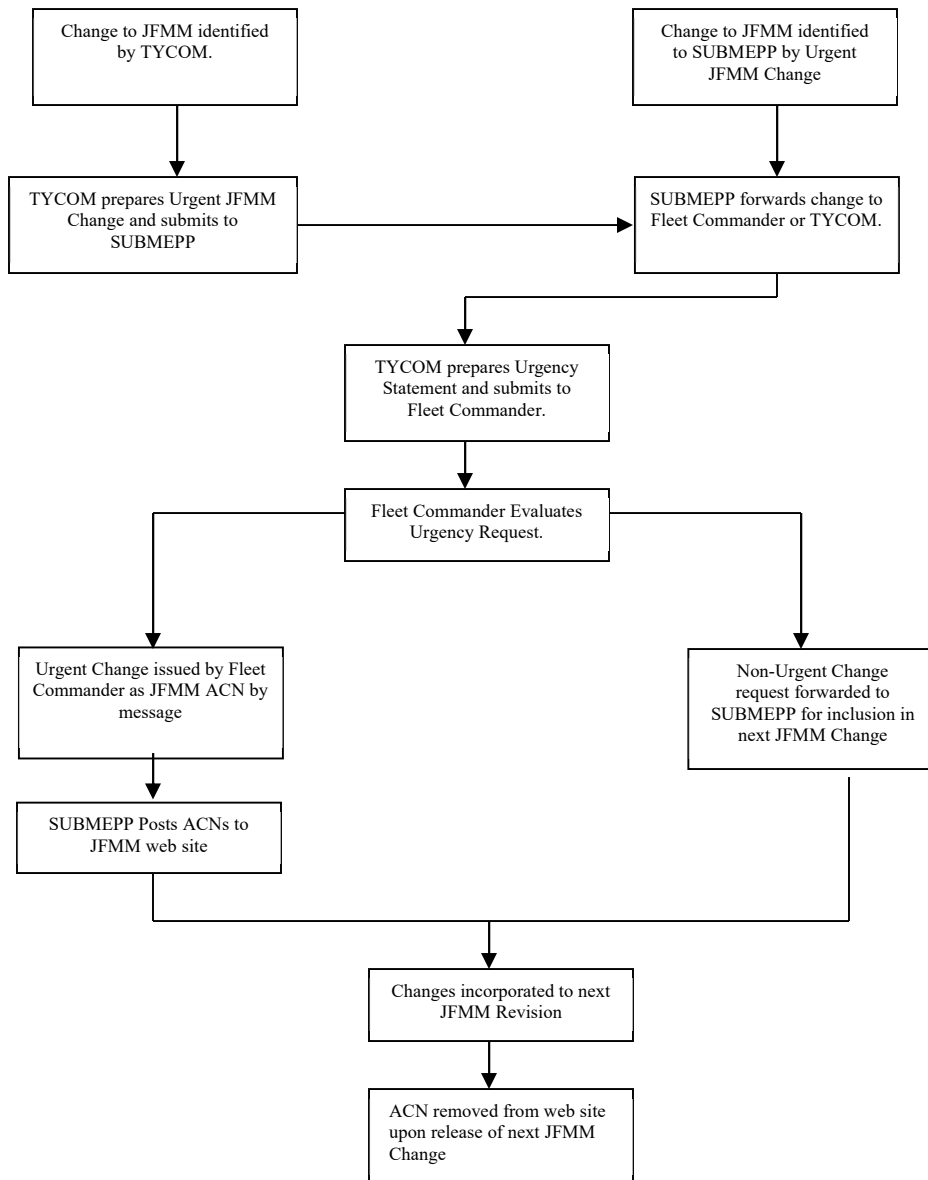 Change to JFMM identified
by TYCOM.
Change to JFMM identified
to SUBMEPP by Urgent
JFMM Change
TYCOM prepares Urgent JFMM
Change and submits to
SUBMEPP
SUBMEPP forwards change to
Fleet Commander or TYCOM.
TYCOM prepares Urgency
Statement and submits to
Fleet Commander.
Fleet Commander Evaluates
Urgency Request.
Urgent Change issued by Fleet
Commander as JFMM ACN by
message
Non-Urgent Change
request forwarded to
SUBMEPP for inclusion in
next JFMM Change
SUBMEPP Posts ACNs to
JFMM web site
Changes incorporated to next
JFMM Revision
ACN removed from web site
upon release of next JFMM
Change